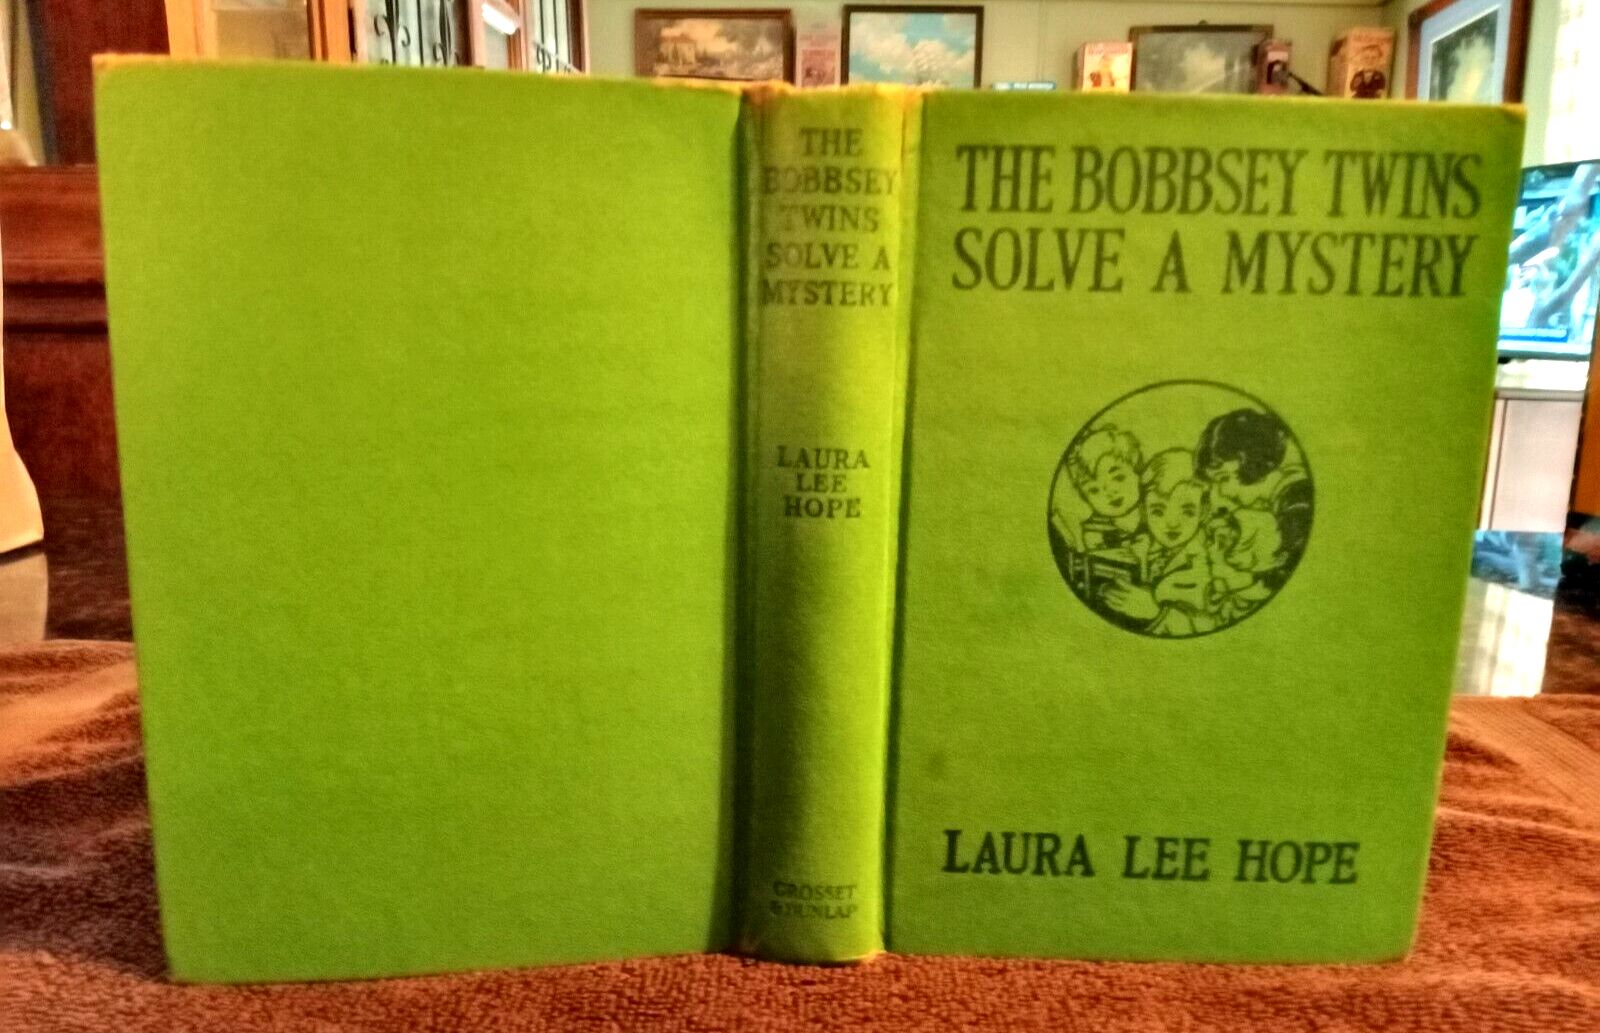 THE
BOBBSEY
TWINS
SOLVE A
MYSTERY
LAURA
LEE
HOPE
GROSSET
& DUNLAP
THE BOBBSEY TWINS
SOLVE A MYSTERY
LAURA LEE HOPE